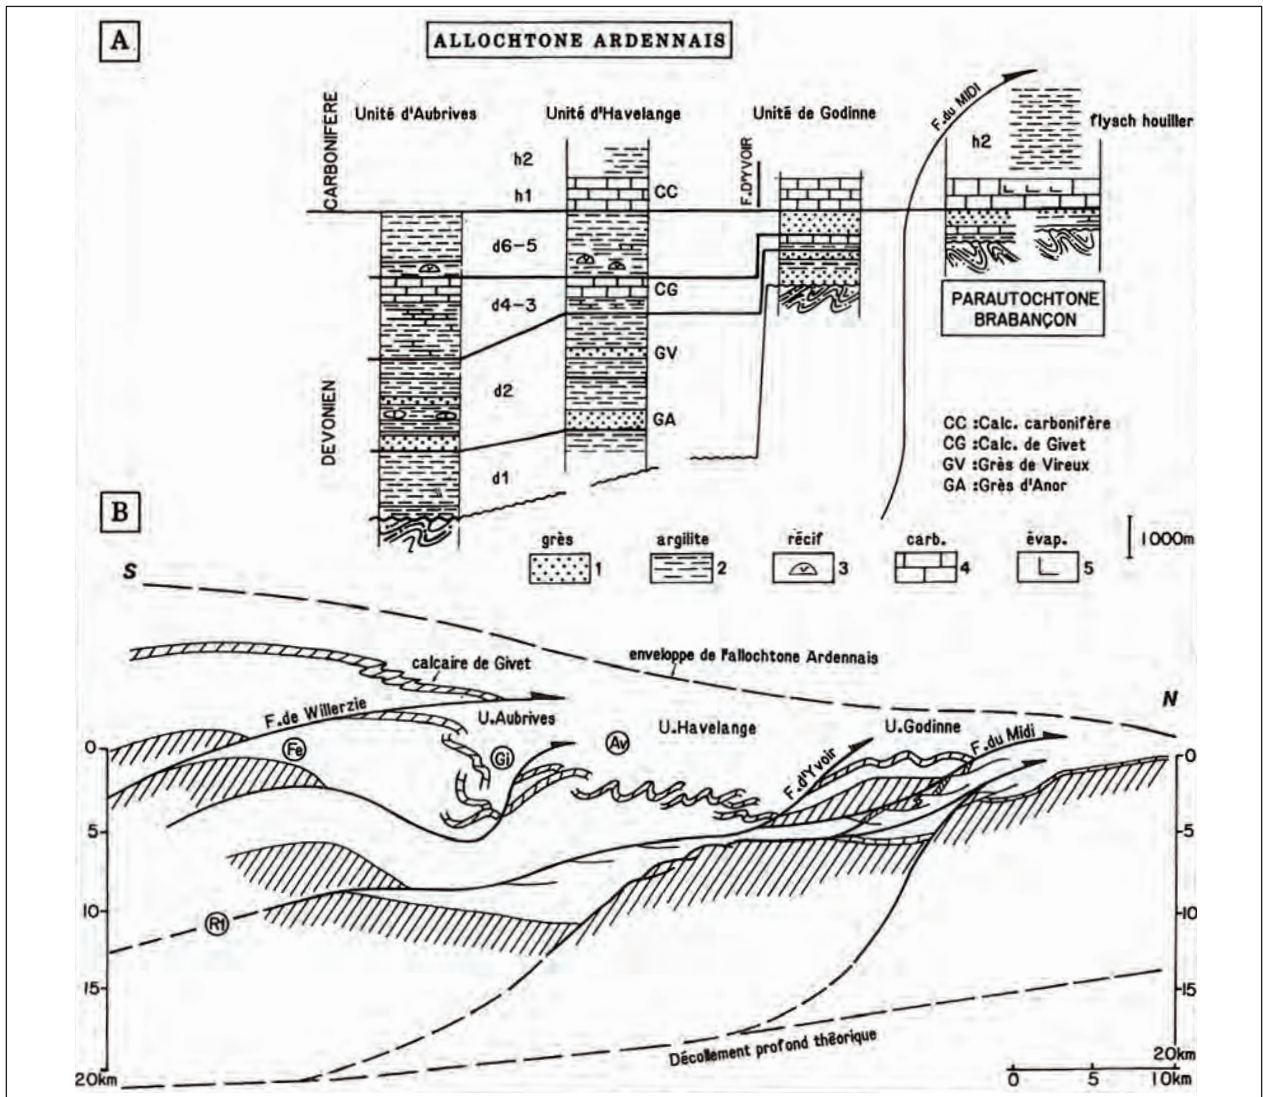 A
ALLOCHTONE ARDENNAIS
CARBONIFÈRE
DÉVONIEN
Unité d'Aubrives
Unité d'Havelange
Unité de Godinne
F. D'YVOIR
F. du MIDI
flysch houiller
h2
h2
h1
CC
d6-5
CG
d4-3
GV
d2
GA
d1
PARAUTOCHTONE
BRABANÇON
CC :Calc. carbonifère
CG :Calc. de Givet
GV :Grès de Vireux
GA :Grès d'Anor
1000m
grès
1
argilite
2
récif
3
carb.
4
évap.
5
B
S
N
calcaire de Givet
enveloppe de l'allochtone Ardennais
F. de Willerzie
U.Aubrives
U.Havelange
U.Godinne
F. du Midi
F. d'Yvoir
Fe
Gi
Av
R1
Décollement profond théorique
0
5
10
15
20km
0
5
10
15
20km
0 5 10km